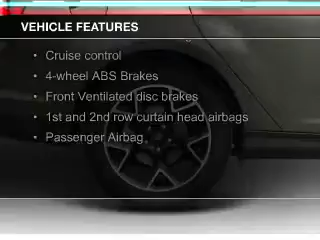 VEHICLE FEATURES
• Cruise control
• 4-wheel ABS Brakes
• Front Ventilated disc brakes
• 1st and 2nd row curtain head airbags
• Passenger Airbag